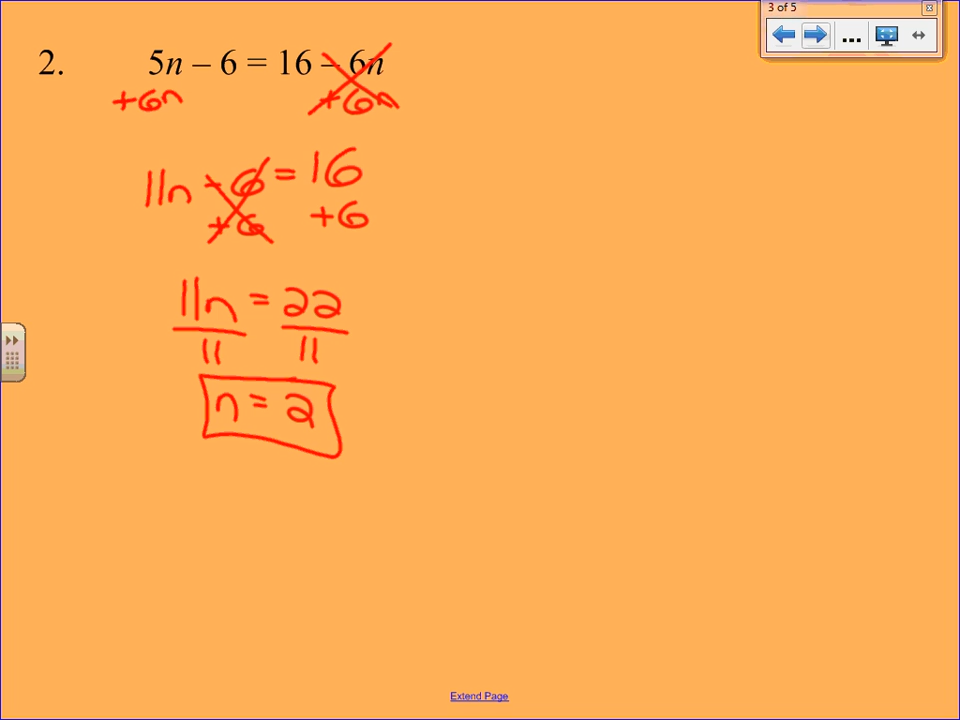 3 of 5
...
2. 5n – 6 = 16 – 6n
+6n +6n
11n - 6 = 16
+6 +6
11n = 22
11 11
n = 2
Extend Page